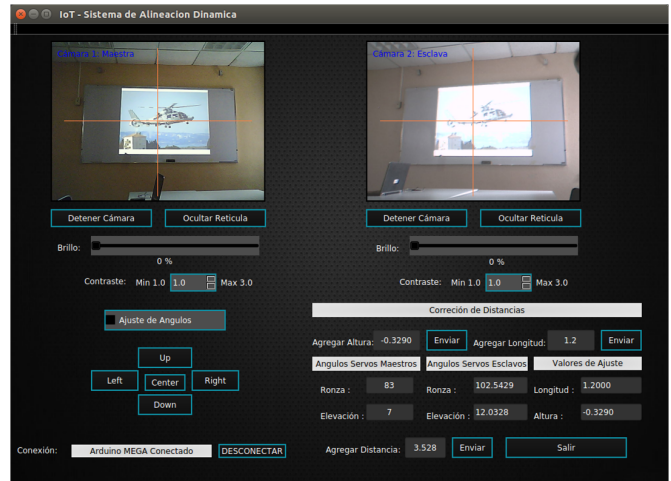 IoT - Sistema de Alineacion Dinamica
Cámara 1: Maestra
Cámara 2: Esclava
Detener Cámara
Ocultar Reticula
Detener Cámara
Ocultar Reticula
Brillo:
0 %
Brillo:
0 %
Contraste: Min 1.0 1.0 Max 3.0
Contraste: Min 1.0 1.0 Max 3.0
Ajuste de Angulos
Up
Left Center Right
Down
Correción de Distancias
Agregar Altura: -0.3290 Enviar Agregar Longitud: 1.2 Enviar
Angulos Servos Maestros Angulos Servos Esclavos Valores de Ajuste
Ronza : 83 Ronza : 102.5429 Longitud : 1.2000
Elevación : 7 Elevación : 12.0328 Altura : -0.3290
Conexión: Arduino MEGA Conectado DESCONECTAR
Agregar Distancia: 3.528 Enviar Salir